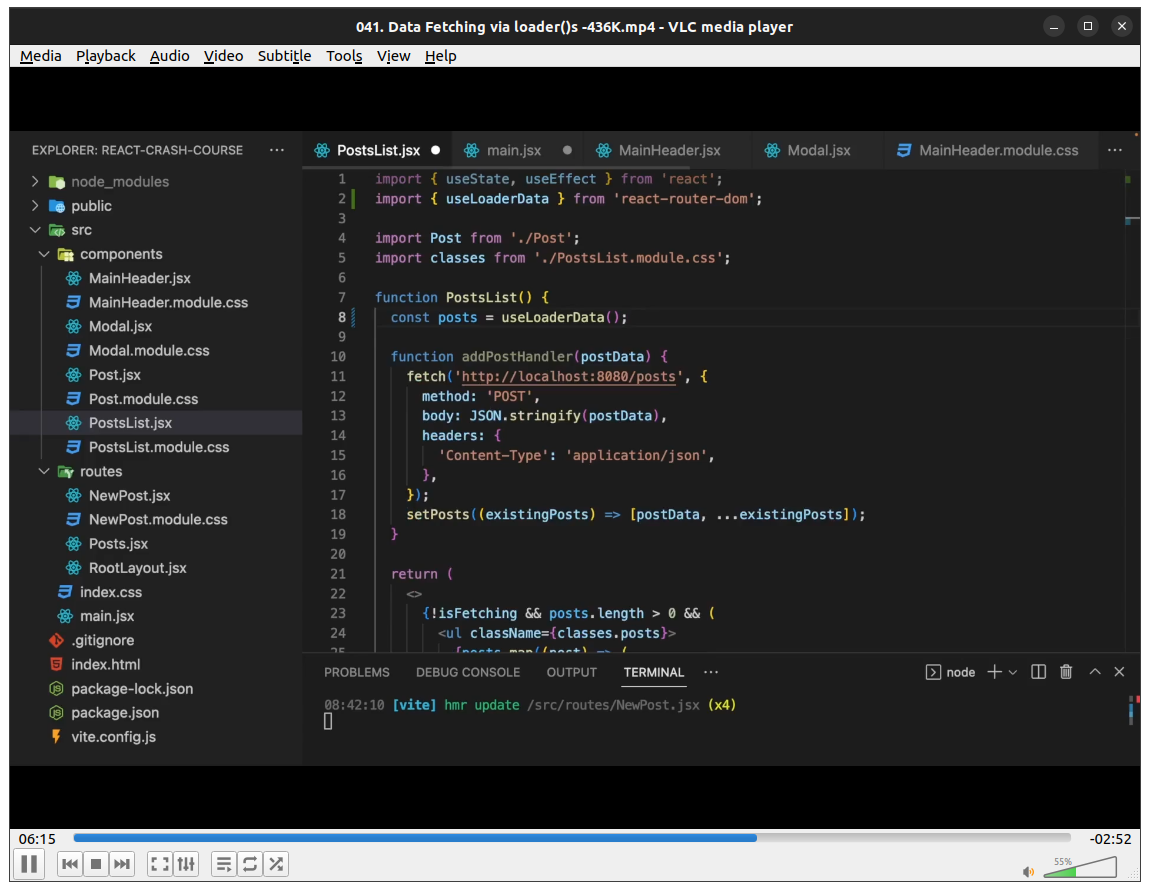 041. Data Fetching via loader()s -436K.mp4 - VLC media player
Media Playback Audio Video Subtitle Tools View Help
EXPLORER: REACT-CRASH-COURSE ···
node_modules
public
src
components
MainHeader.jsx
MainHeader.module.css
Modal.jsx
Modal.module.css
Post.jsx
Post.module.css
PostsList.jsx
PostsList.module.css
routes
NewPost.jsx
NewPost.module.css
Posts.jsx
RootLayout.jsx
index.css
main.jsx
.gitignore
index.html
package-lock.json
package.json
vite.config.js
PostsList.jsx main.jsx MainHeader.jsx Modal.jsx MainHeader.module.css ···
1 import { useState, useEffect } from 'react';
2 import { useLoaderData } from 'react-router-dom';
3
4 import Post from './Post';
5 import classes from './PostsList.module.css';
6
7 function PostsList() {
8 const posts = useLoaderData();
9
10 function addPostHandler(postData) {
11 fetch('http://localhost:8080/posts', {
12 method: 'POST',
13 body: JSON.stringify(postData),
14 headers: {
15 'Content-Type': 'application/json',
16 },
17 });
18 setPosts((existingPosts) => [postData, ...existingPosts]);
19 }
20
21 return (
22 <>
23 {!isFetching && posts.length > 0 && (
24 <ul className={classes.posts}>
25 {posts.map((post) => (
PROBLEMS DEBUG CONSOLE OUTPUT TERMINAL ··· node
08:42:10 [vite] hmr update /src/routes/NewPost.jsx (x4)
06:15 -02:52
55%